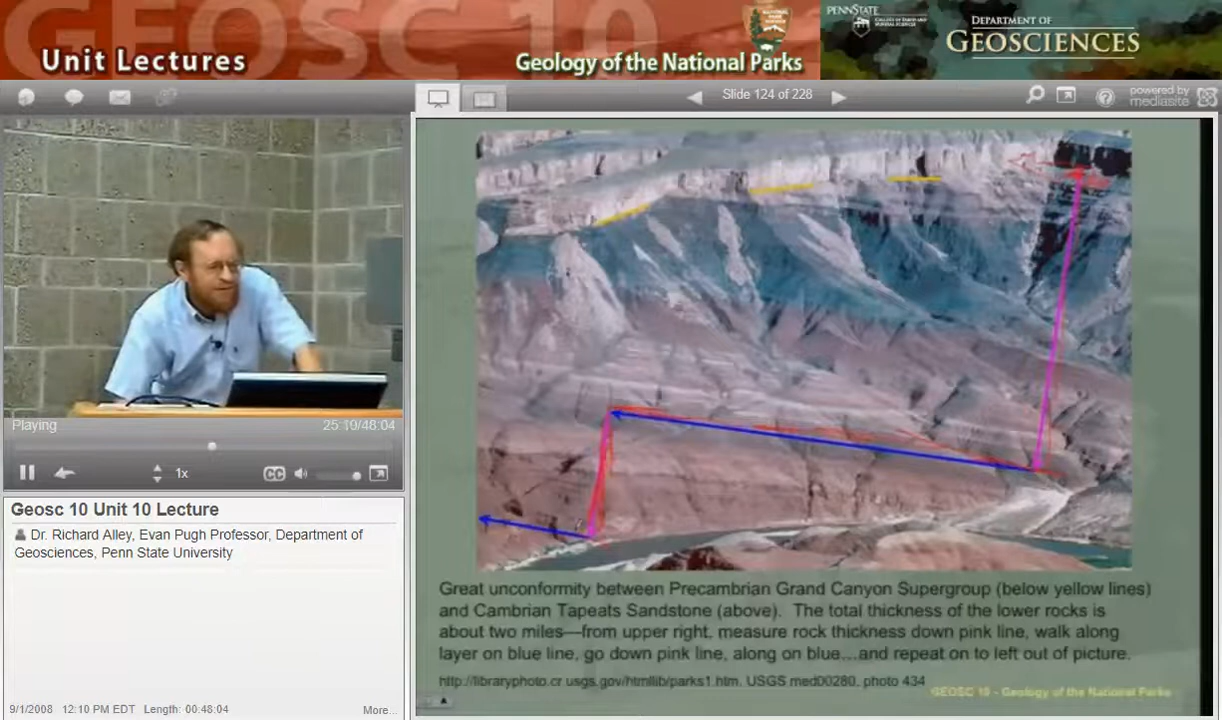 GEOSC 10
Unit Lectures
Geology of the National Parks
PENNSTATE
DEPARTMENT OF
GEOSCIENCES
Slide 124 of 228
powered by
mediasite
Playing
25:19/48:04
1x
CC
Geosc 10 Unit 10 Lecture
Dr. Richard Alley, Evan Pugh Professor, Department of
Geosciences, Penn State University
9/1/2008 12:10 PM EDT Length: 00:48:04
More...
Great unconformity between Precambrian Grand Canyon Supergroup (below yellow lines)
and Cambrian Tapeats Sandstone (above). The total thickness of the lower rocks is
about two miles—from upper right, measure rock thickness down pink line, walk along
layer on blue line, go down pink line, along on blue...and repeat on to left out of picture.
http://libraryphoto.cr.usgs.gov/htmllib/parks1.htm, USGS med00280, photo 434
GEOSC 10 - Geology of the National Parks